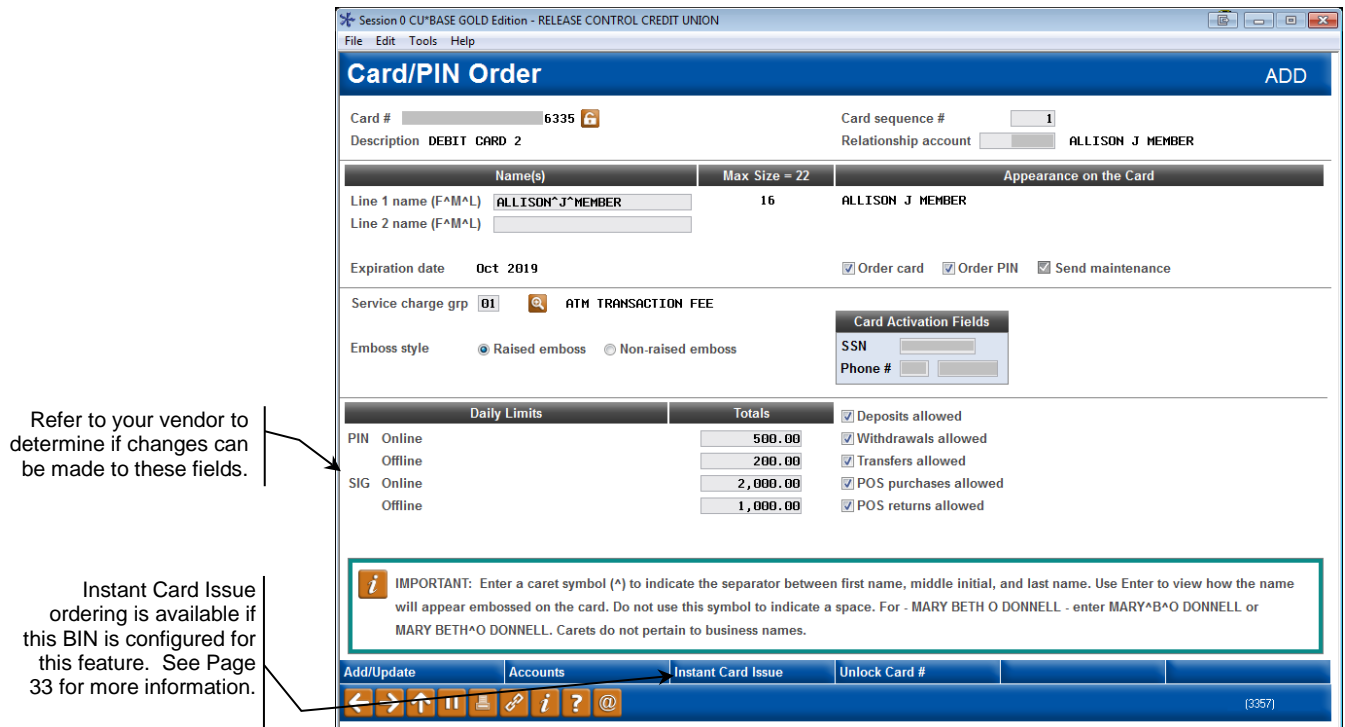 Session 0 CU*BASE GOLD Edition - RELEASE CONTROL CREDIT UNION
File Edit Tools Help
Card/PIN Order ADD
Card # 6335 Card sequence # 1
Description DEBIT CARD 2 Relationship account ALLISON J MEMBER
Name(s) Max Size = 22 Appearance on the Card
Line 1 name (F^M^L) ALLISON^J^MEMBER 16 ALLISON J MEMBER
Line 2 name (F^M^L)
Expiration date Oct 2019 Order card Order PIN Send maintenance
Service charge grp 01 ATM TRANSACTION FEE
Card Activation Fields
Emboss style Raised emboss Non-raised emboss SSN
Phone #
Refer to your vendor to
determine if changes can
be made to these fields.
Daily Limits Totals Deposits allowed
PIN Online 500.00 Withdrawals allowed
Offline 200.00 Transfers allowed
SIG Online 2,000.00 POS purchases allowed
Offline 1,000.00 POS returns allowed
Instant Card Issue
ordering is available if
this BIN is configured for
this feature. See Page
33 for more information.
i IMPORTANT: Enter a caret symbol (^) to indicate the separator between first name, middle initial, and last name. Use Enter to view how the name
will appear embossed on the card. Do not use this symbol to indicate a space. For - MARY BETH O DONNELL - enter MARY^B^O DONNELL or
MARY BETH^O DONNELL. Carets do not pertain to business names.
Add/Update Accounts Instant Card Issue Unlock Card #
i ? @ (3357)